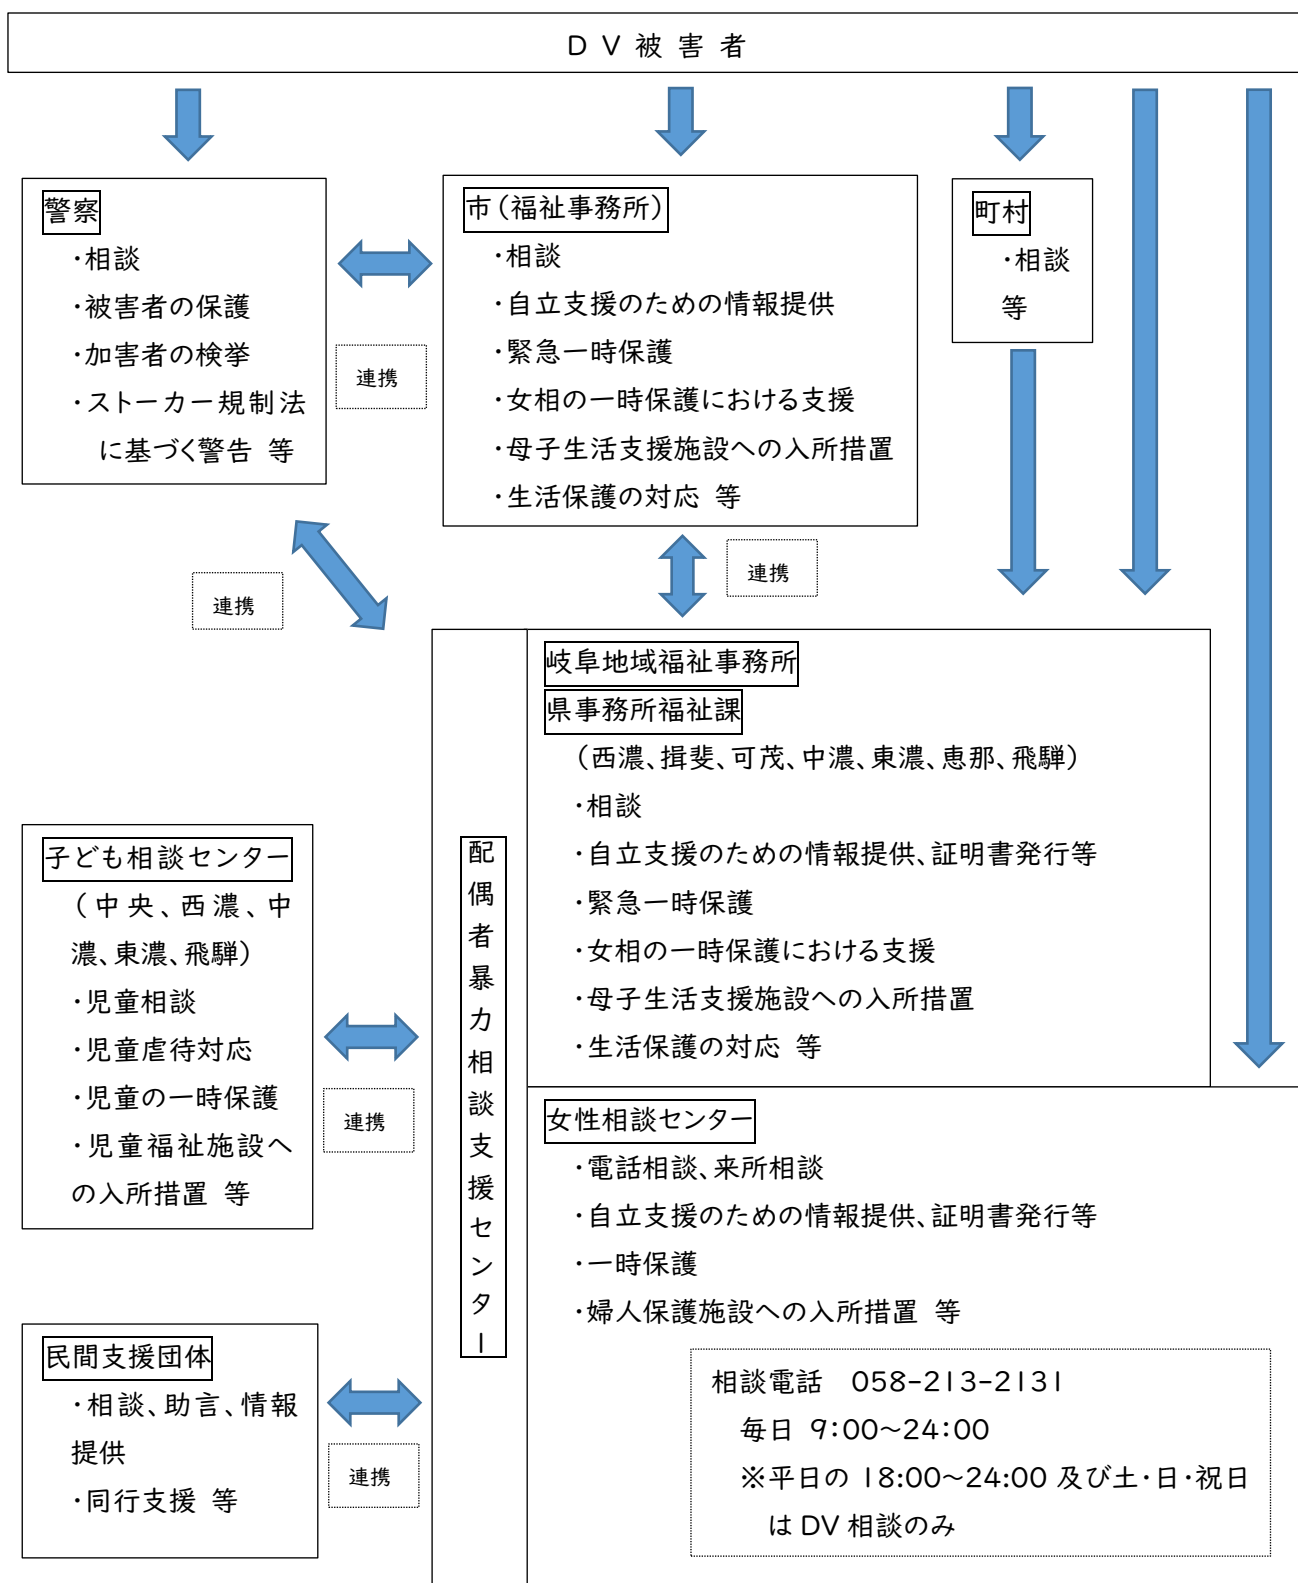 DV被害者
警察
・相談
・被害者の保護
・加害者の検挙
・ストーカー規制法
に基づく警告 等
連携
市(福祉事務所)
・相談
・自立支援のための情報提供
・緊急一時保護
・女相の一時保護における支援
・母子生活支援施設への入所措置
・生活保護の対応 等
町村
・相談
等
連携
連携
配偶者暴力相談支援センター
岐阜地域福祉事務所
県事務所福祉課
(西濃、揖斐、可茂、中濃、東濃、恵那、飛騨)
・相談
・自立支援のための情報提供、証明書発行等
・緊急一時保護
・女相の一時保護における支援
・母子生活支援施設への入所措置
・生活保護の対応 等
子ども相談センター
(中央、西濃、中
濃、東濃、飛騨)
・児童相談
・児童虐待対応
・児童の一時保護
・児童福祉施設へ
の入所措置 等
連携
女性相談センター
・電話相談、来所相談
・自立支援のための情報提供、証明書発行等
・一時保護
・婦人保護施設への入所措置 等
民間支援団体
・相談、助言、情報
提供
・同行支援 等
連携
相談電話 058-213-2131
毎日 9:00~24:00
※平日の18:00~24:00及び土・日・祝日
はDV相談のみ